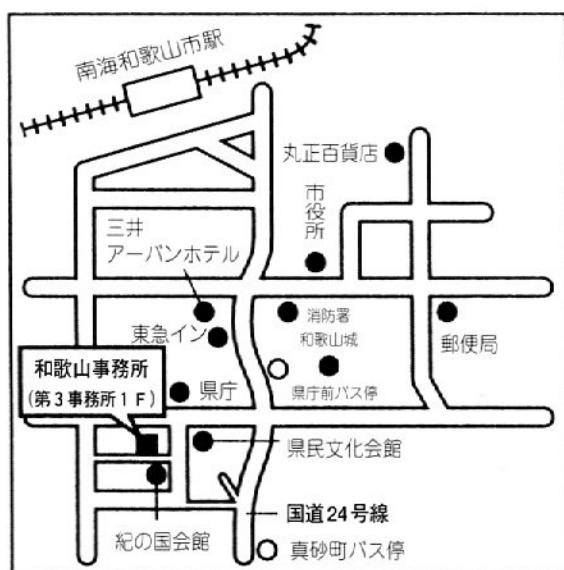 南海和歌山市駅
丸正百貨店
市役所
三井
アーバンホテル
東急イン
消防署
和歌山城
郵便局
和歌山事務所
(第3事務所1F)
県庁
県庁前バス停
県民文化会館
国道24号線
紀の国会館
真砂町バス停